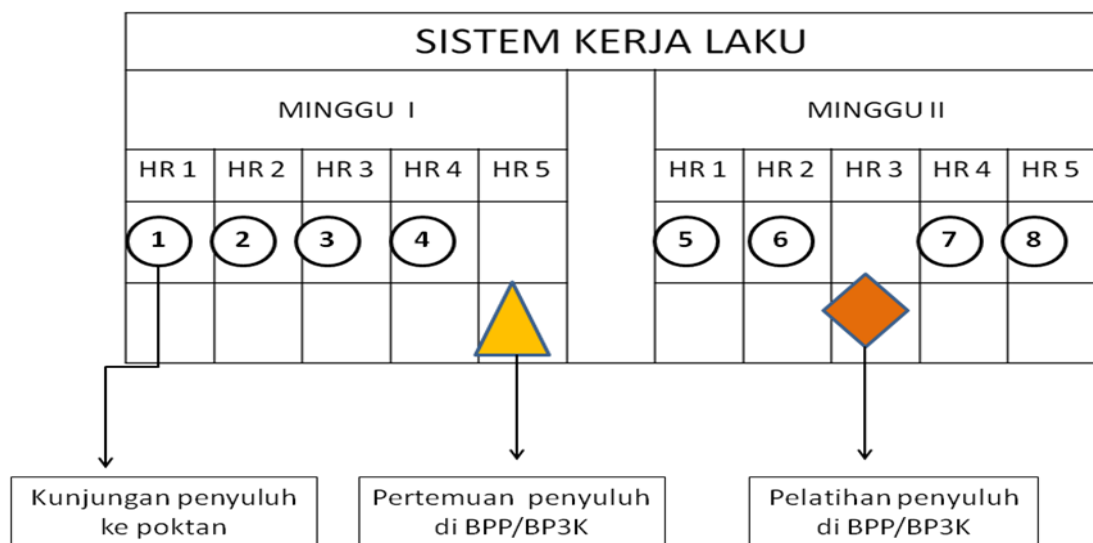 SISTEM KERJA LAKU
MINGGU I
MINGGU II
HR 1 HR 2 HR 3 HR 4 HR 5
HR 1 HR 2 HR 3 HR 4 HR 5
1 2 3 4
5 6 7 8
Kunjungan penyuluh
ke poktan
Pertemuan penyuluh
di BPP/BP3K
Pelatihan penyuluh
di BPP/BP3K